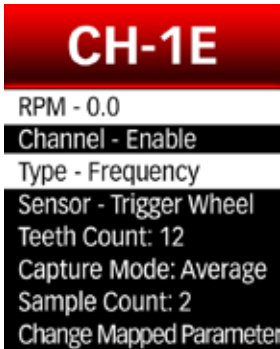 CH-1E
RPM - 0.0
Channel - Enable
Type - Frequency
Sensor - Trigger Wheel
Teeth Count: 12
Capture Mode: Average
Sample Count: 2
Change Mapped Parameter